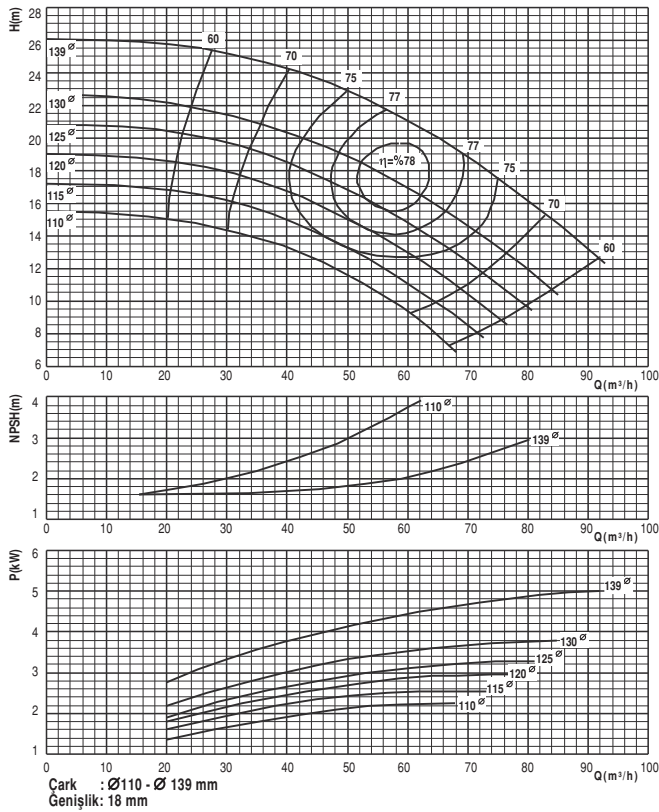 H(m)
28
26
24
22
20
18
16
14
12
10
8
6
139 ø
130 ø
125 ø
120 ø
115 ø
110 ø
60
70
75
77
η=%78
77
75
70
60
0 10 20 30 40 50 60 70 80 90 100
Q(m³/h)
NPSH(m)
4
3
2
1
110 ø
139 ø
0 10 20 30 40 50 60 70 80 90 100
Q(m³/h)
P(kW)
6
5
4
3
2
1
139 ø
130 ø
125 ø
120 ø
115 ø
110 ø
0 10 20 30 40 50 60 70 80 90 100
Q(m³/h)
Çark : Ø110 - Ø 139 mm
Genişlik: 18 mm